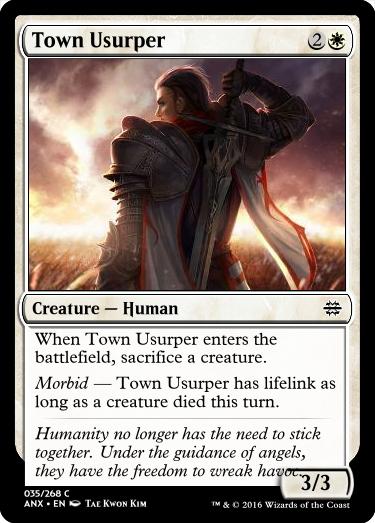 Town Usurper 2
Creature — Human
When Town Usurper enters the
battlefield, sacrifice a creature.
Morbid — Town Usurper has lifelink as
long as a creature died this turn.
Humanity no longer has the need to stick
together. Under the guidance of angels,
they have the freedom to wreak havoc.
3/3
035/268 C
ANX • EN Tae Kwon Kim ™ & © 2016 Wizards of the Coast